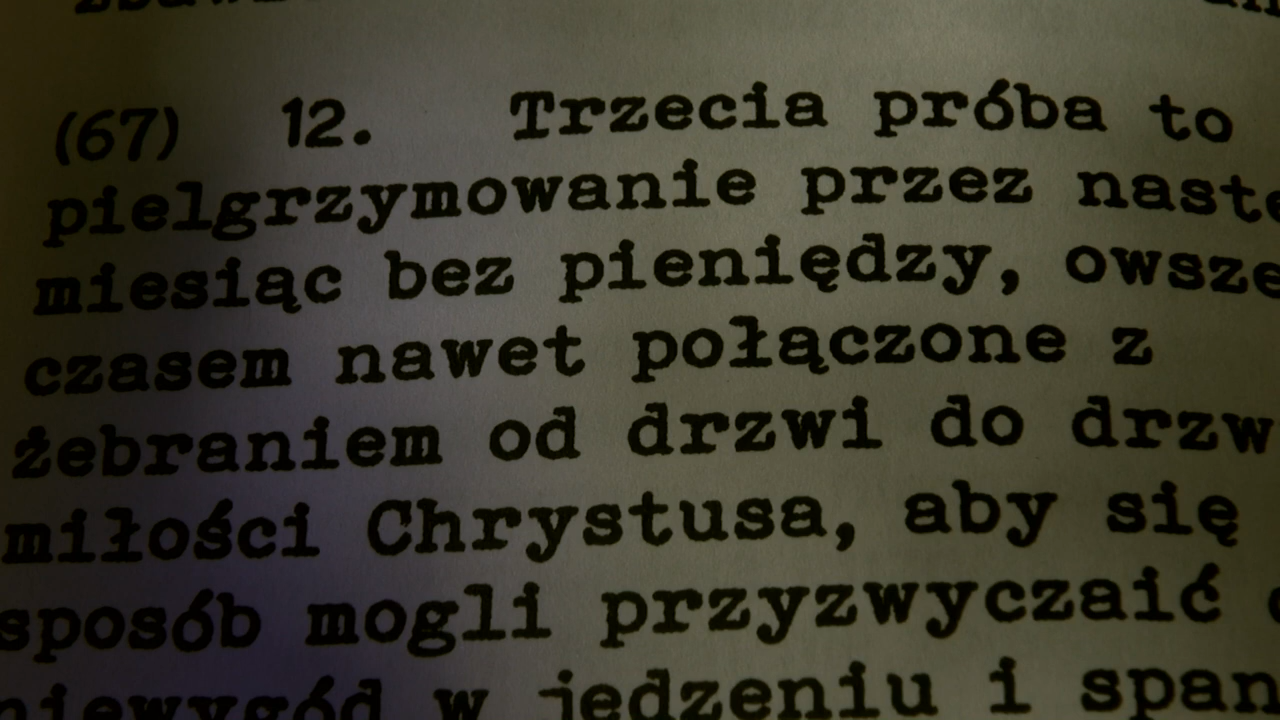 (67) 12. Trzecia próba to
pielgrzymowanie przez
miesiąc bez pieniędzy,
czasem nawet połączone z
żebraniem od drzwi do
miłości Chrystusa, aby się
sposób mogli przyzwyczaić
niewygód w jedzeniu i